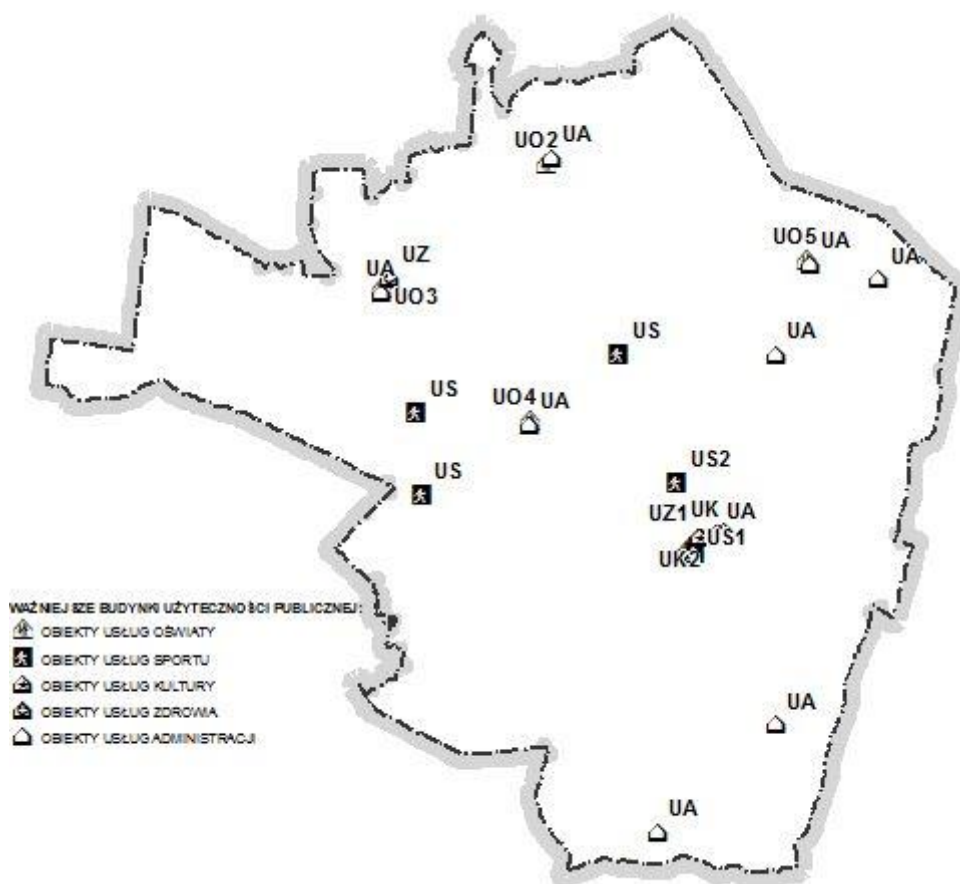 UO2 UA
UO5 UA
UA
UZ
UA
UO3
US
UA
US
UO4 UA
US
US2
UZ1 UK UA
US1
UK2
WAŻNIEJSZE BUDYNKI UŻYTECZNOŚCI PUBLICZNEJ:
OBIEKTY USŁUG OŚWIATY
OBIEKTY USŁUG SPORTU
OBIEKTY USŁUG KULTURY
OBIEKTY USŁUG ZDROWIA
OBIEKTY USŁUG ADMINISTRACJI
UA
UA